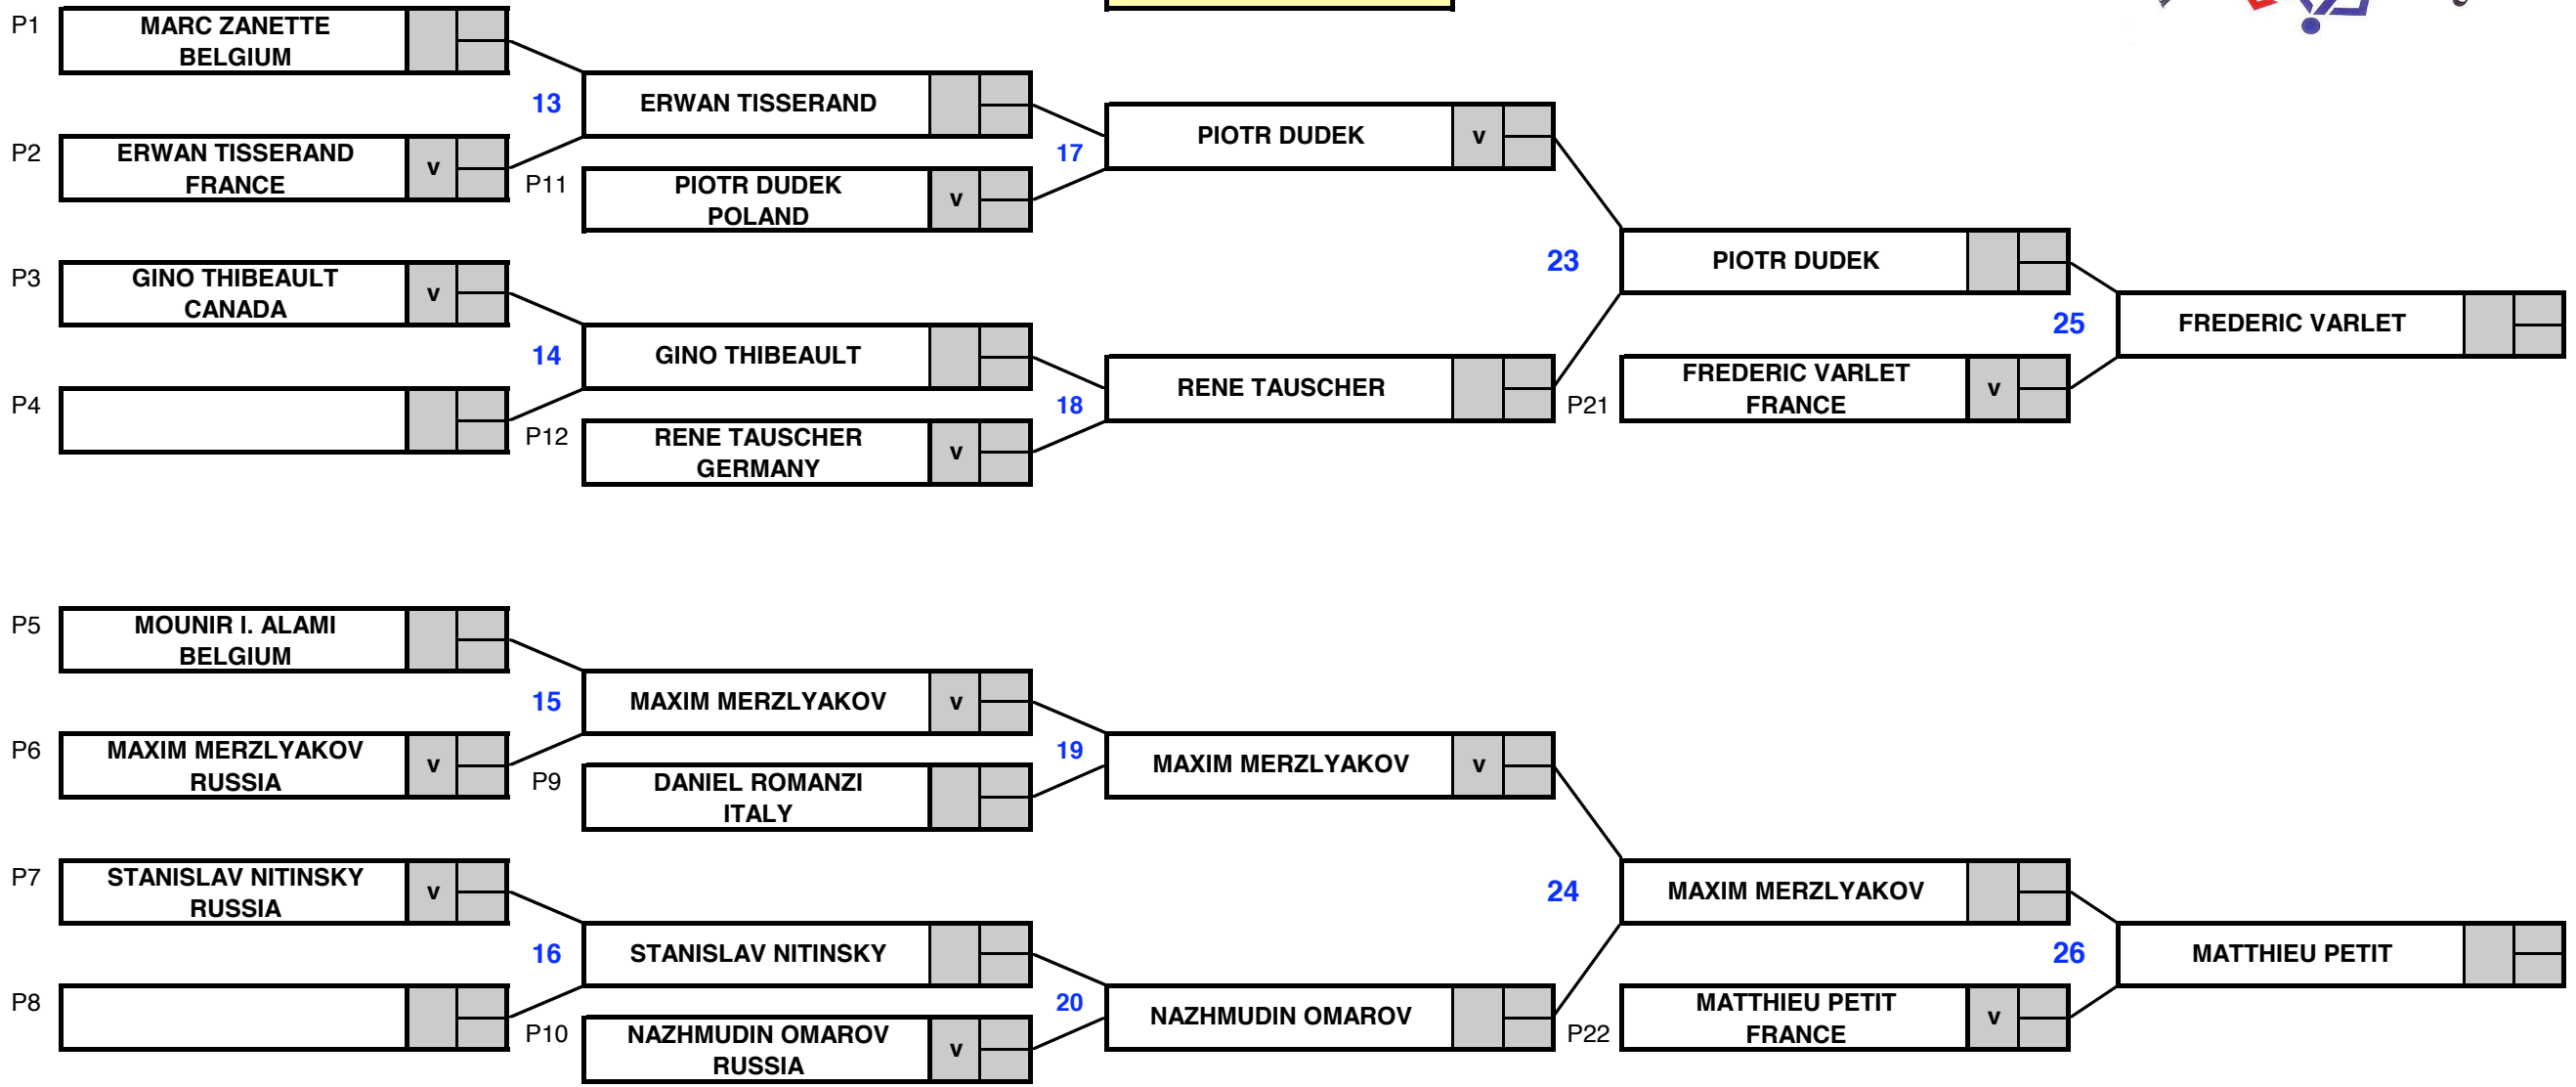 P1
MARC ZANETTE
BELGIUM
13
ERWAN TISSERAND
P2
ERWAN TISSERAND
FRANCE
v
P11
PIOTR DUDEK
POLAND
v
17
PIOTR DUDEK
v
P3
GINO THIBEAULT
CANADA
v
14
GINO THIBEAULT
P4
P12
RENE TAUSCHER
GERMANY
v
18
RENE TAUSCHER
23
PIOTR DUDEK
P21
FREDERIC VARLET
FRANCE
v
25
FREDERIC VARLET
P5
MOUNIR I. ALAMI
BELGIUM
15
MAXIM MERZLYAKOV
v
P6
MAXIM MERZLYAKOV
RUSSIA
v
P9
DANIEL ROMANZI
ITALY
19
MAXIM MERZLYAKOV
v
P7
STANISLAV NITINSKY
RUSSIA
v
16
STANISLAV NITINSKY
P8
P10
NAZHMUDIN OMAROV
RUSSIA
v
20
NAZHMUDIN OMAROV
24
MAXIM MERZLYAKOV
P22
MATTHIEU PETIT
FRANCE
v
26
MATTHIEU PETIT